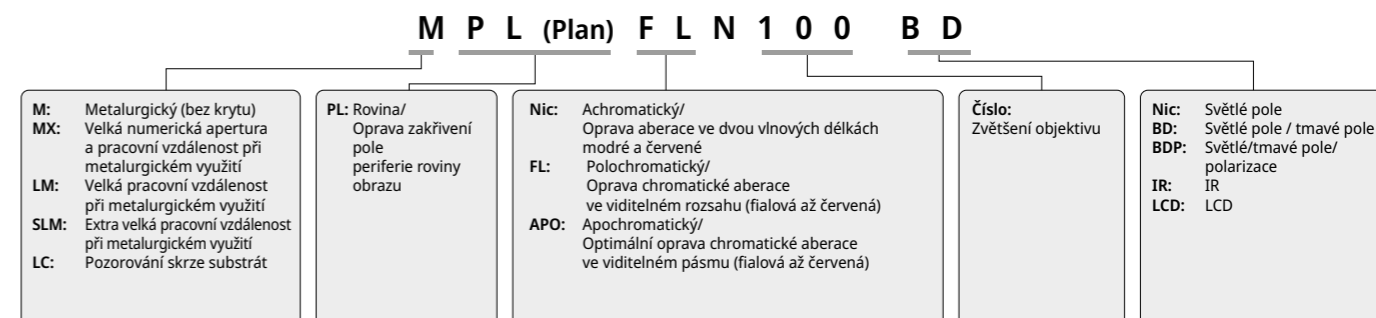 M P L (Plan) F L N 1 0 0 B D
M: Metalurgický (bez krytu)
MX: Velká numerická apertura
a pracovní vzdálenost při
metalurgickém využití
LM: Velká pracovní vzdálenost
při metalurgickém využití
SLM: Extra velká pracovní vzdálenost
při metalurgickém využití
LC: Pozorování skrze substrát
PL: Rovina/
Oprava zakřivení
pole
periferie roviny
obrazu
Nic: Achromatický/
Oprava aberace ve dvou vlnových délkách
modré a červené
FL: Polochromatický/
Oprava chromatické aberace
ve viditelném rozsahu (fialová až červená)
APO: Apochromatický/
Optimální oprava chromatické aberace
ve viditelném pásmu (fialová až červená)
Číslo:
Zvětšení objektivu
Nic: Světlé pole
BD: Světlé pole / tmavé pole
BDP: Světlé/tmavé pole/
polarizace
IR: IR
LCD: LCD